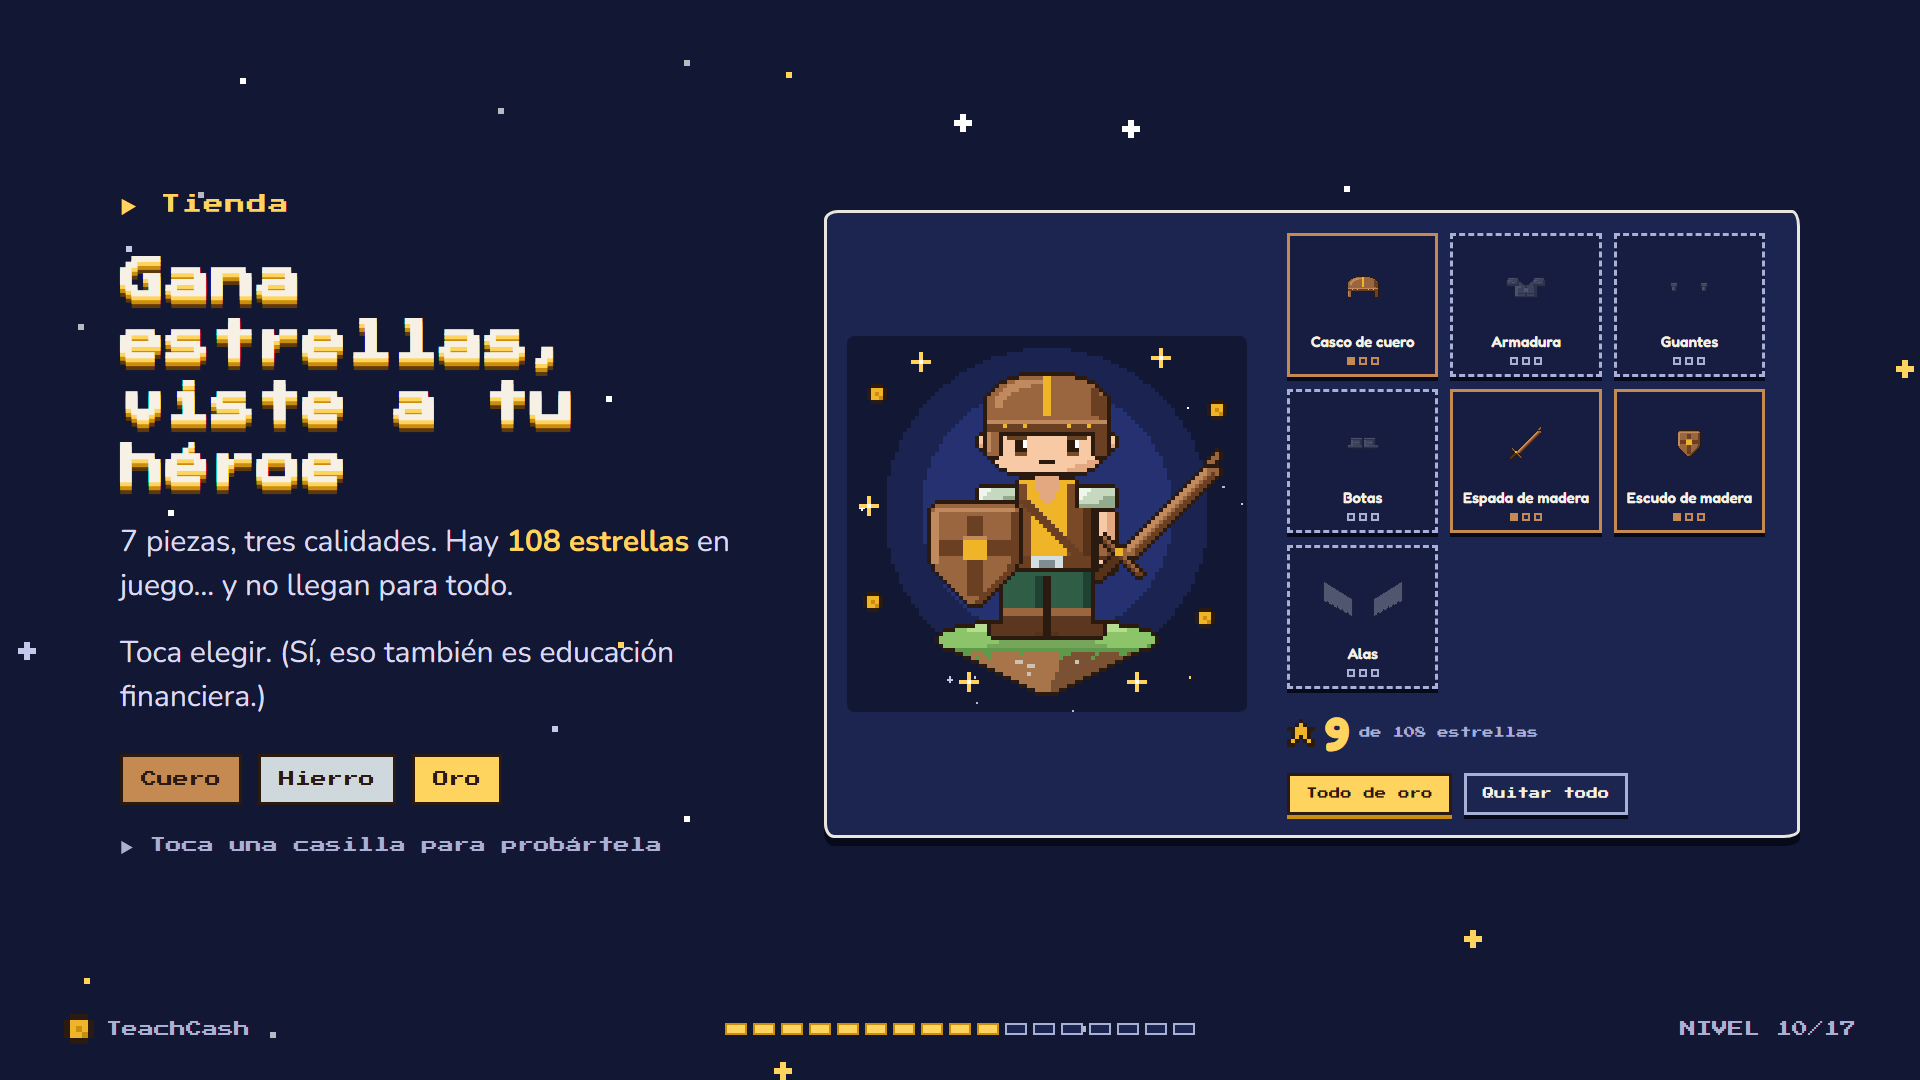 Tienda
Gana
estrellas,
viste a tu
héroe
7 piezas, tres calidades. Hay 108 estrellas en
juego... y no llegan para todo.
Toca elegir. (Sí, eso también es educación
financiera.)
Cuero Hierro Oro
Toca una casilla para probártela
Casco de cuero Armadura Guantes
Botas Espada de madera Escudo de madera
Alas
9 de 108 estrellas
Todo de oro Quitar todo
TeachCash
NIVEL 10/17